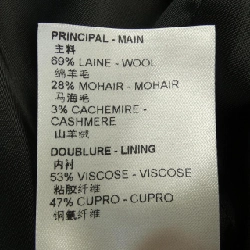 PRINCIPAL - MAIN
主料
69% LAINE - WOOL
绵羊毛
28% MOHAIR - MOHAIR
马海毛
3% CACHEMIRE -
CASHMERE
山羊绒
DOUBLURE - LINING
内衬
53% VISCOSE - VISCOSE
粘胶纤维
47% CUPRO - CUPRO
铜氨纤维